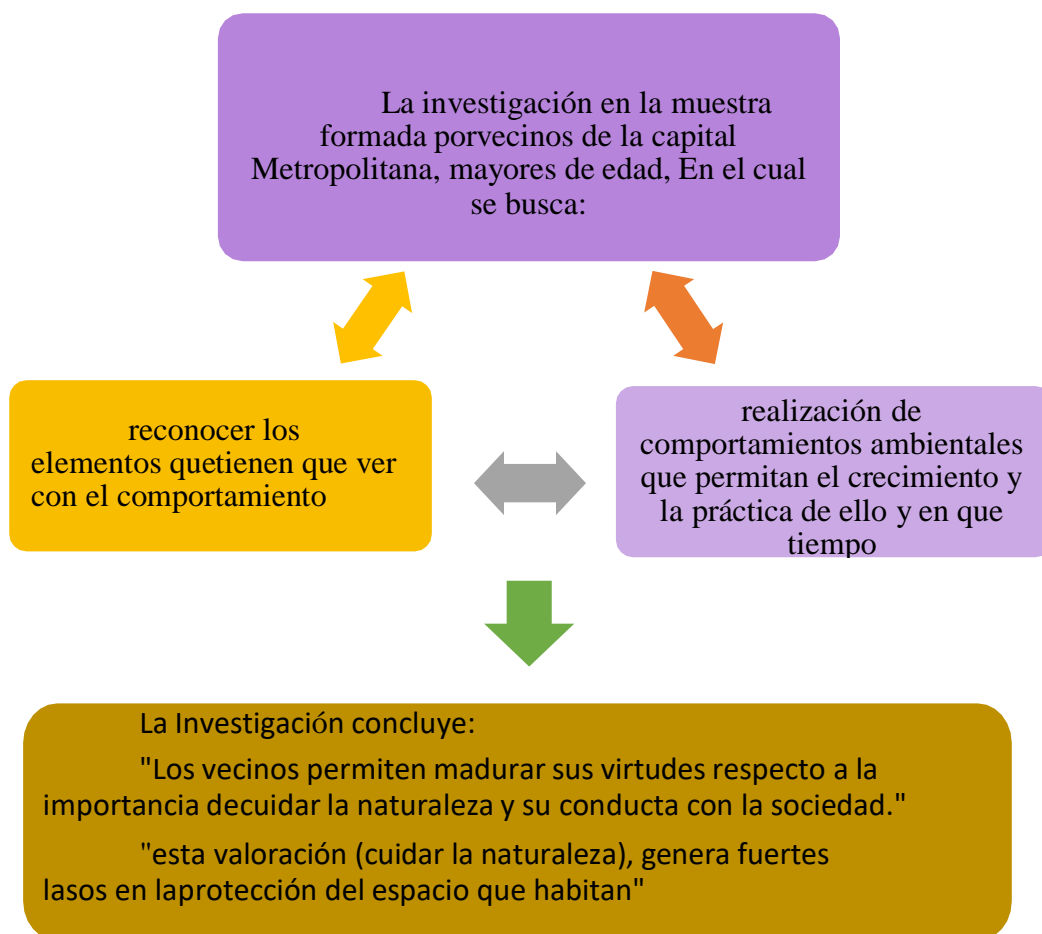 La investigación en la muestra
formada porvecinos de la capital
Metropolitana, mayores de edad, En el cual
se busca:
reconocer los
elementos quetienen que ver
con el comportamiento
realización de
comportamientos ambientales
que permitan el crecimiento y
la práctica de ello y en que
tiempo
La Investigación concluye:
"Los vecinos permiten madurar sus virtudes respecto a la
importancia decuidar la naturaleza y su conducta con la sociedad."
"esta valoración (cuidar la naturaleza), genera fuertes
lasos en laprotección del espacio que habitan"